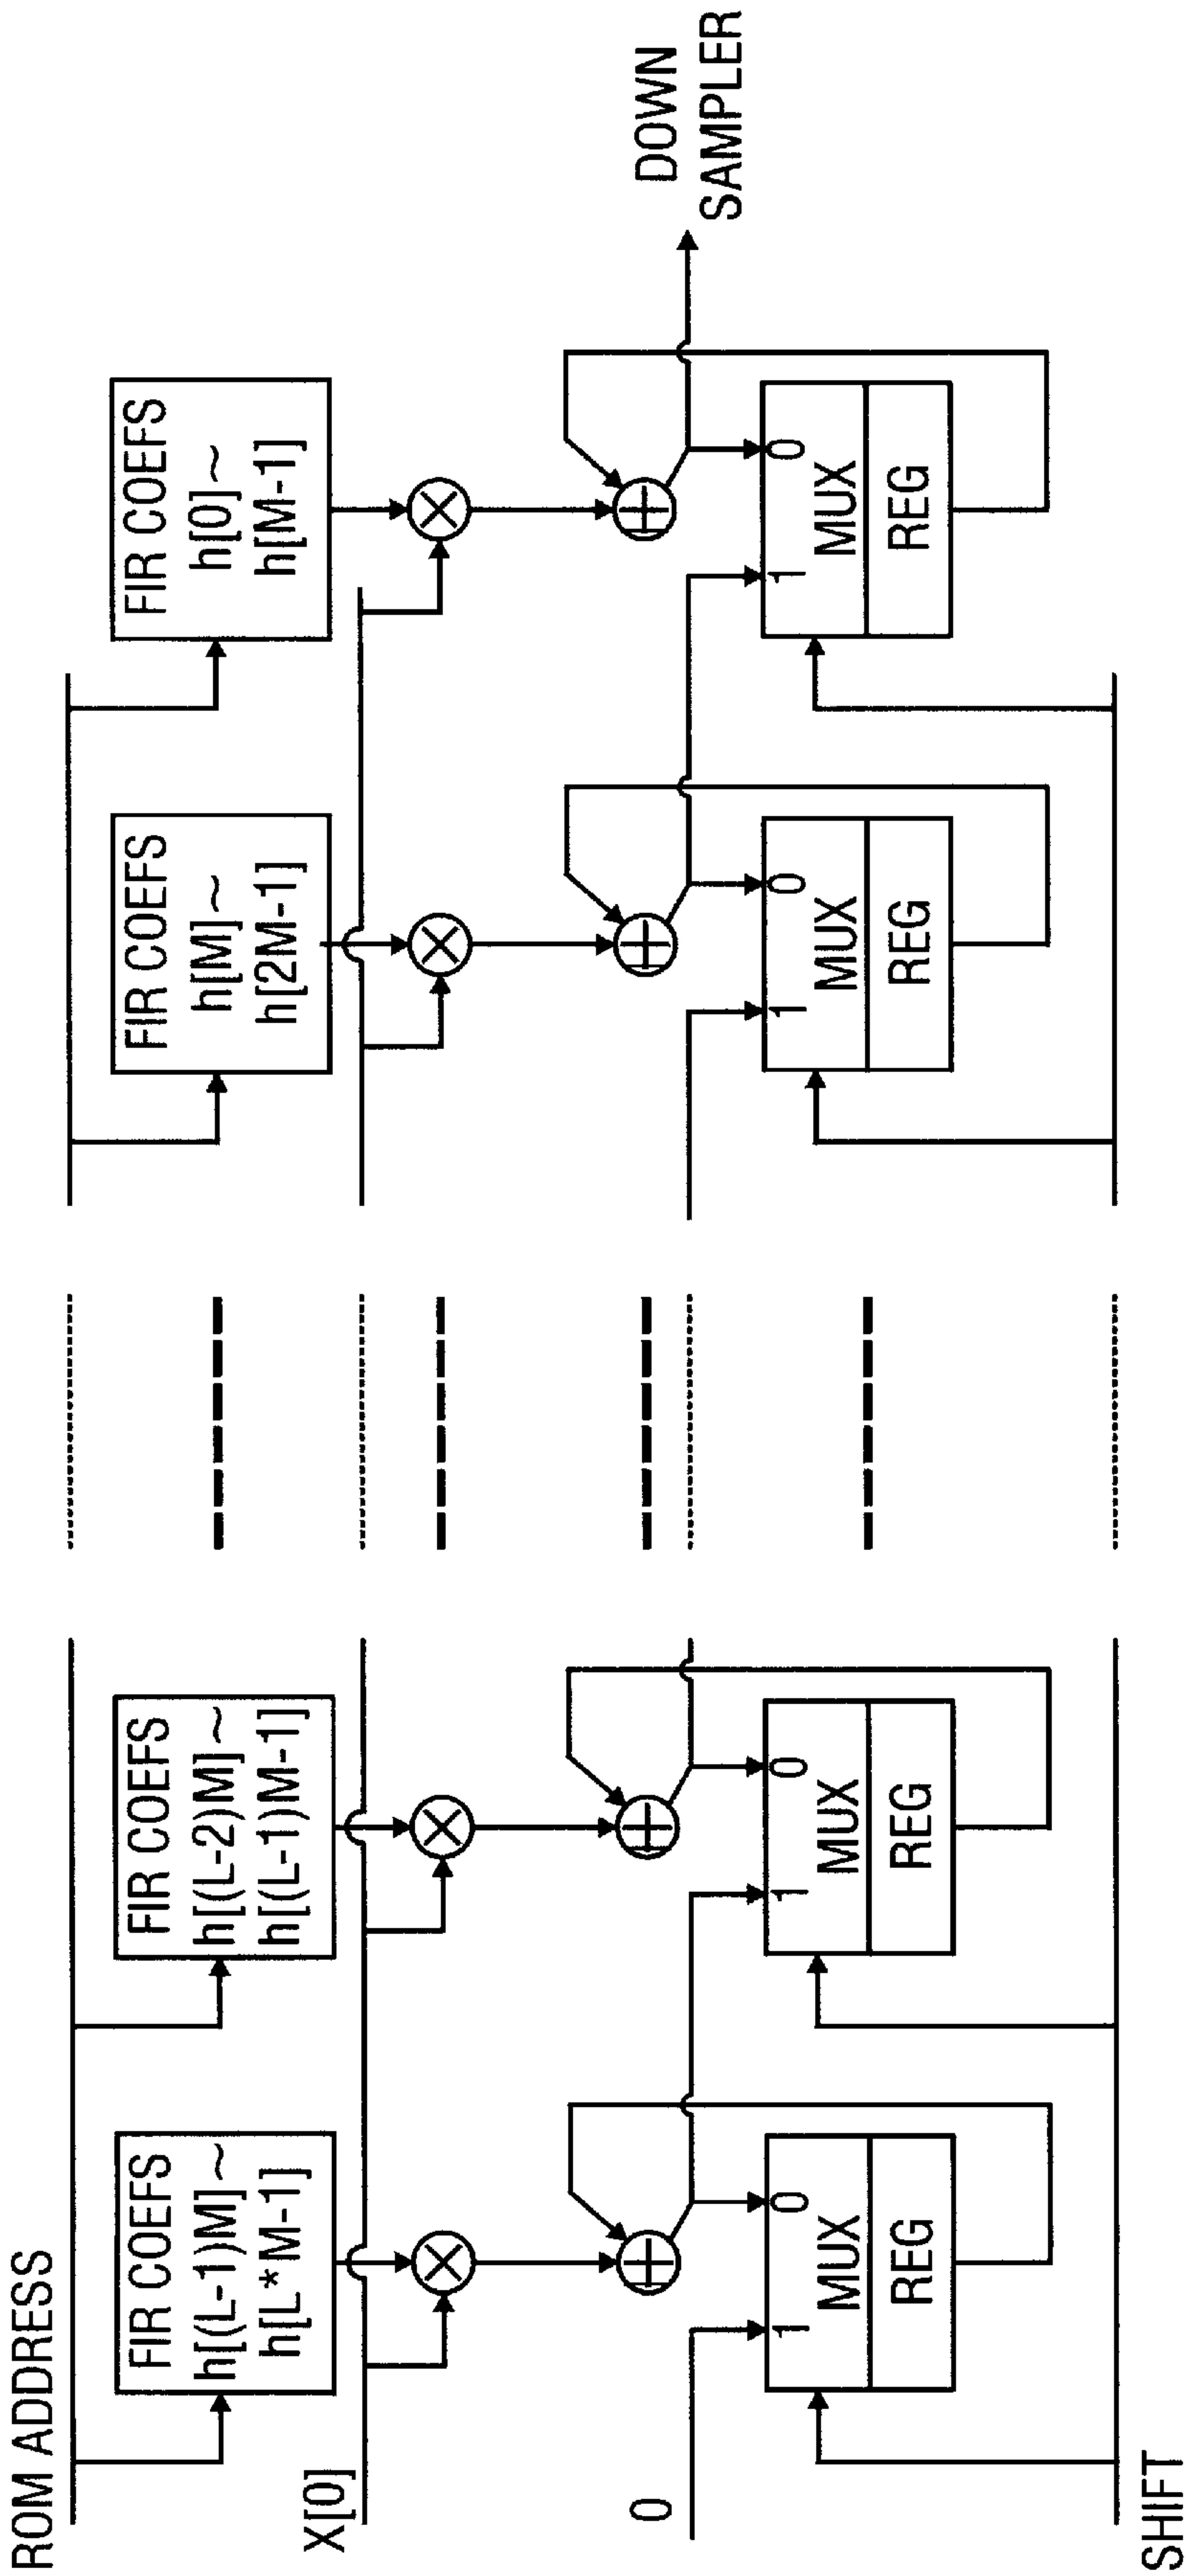 ROM ADDRESS
FIR COEFS
h[(L-1)M] ~
h[L*M-1]
FIR COEFS
h[(L-2)M] ~
h[(L-1)M-1]
FIR COEFS
h[M] ~
h[2M-1]
FIR COEFS
h[0] ~
h[M-1]
X[0]
0
DOWN
SAMPLER
1 0
MUX
REG
1 0
MUX
REG
1 0
MUX
REG
1 0
MUX
REG
SHIFT